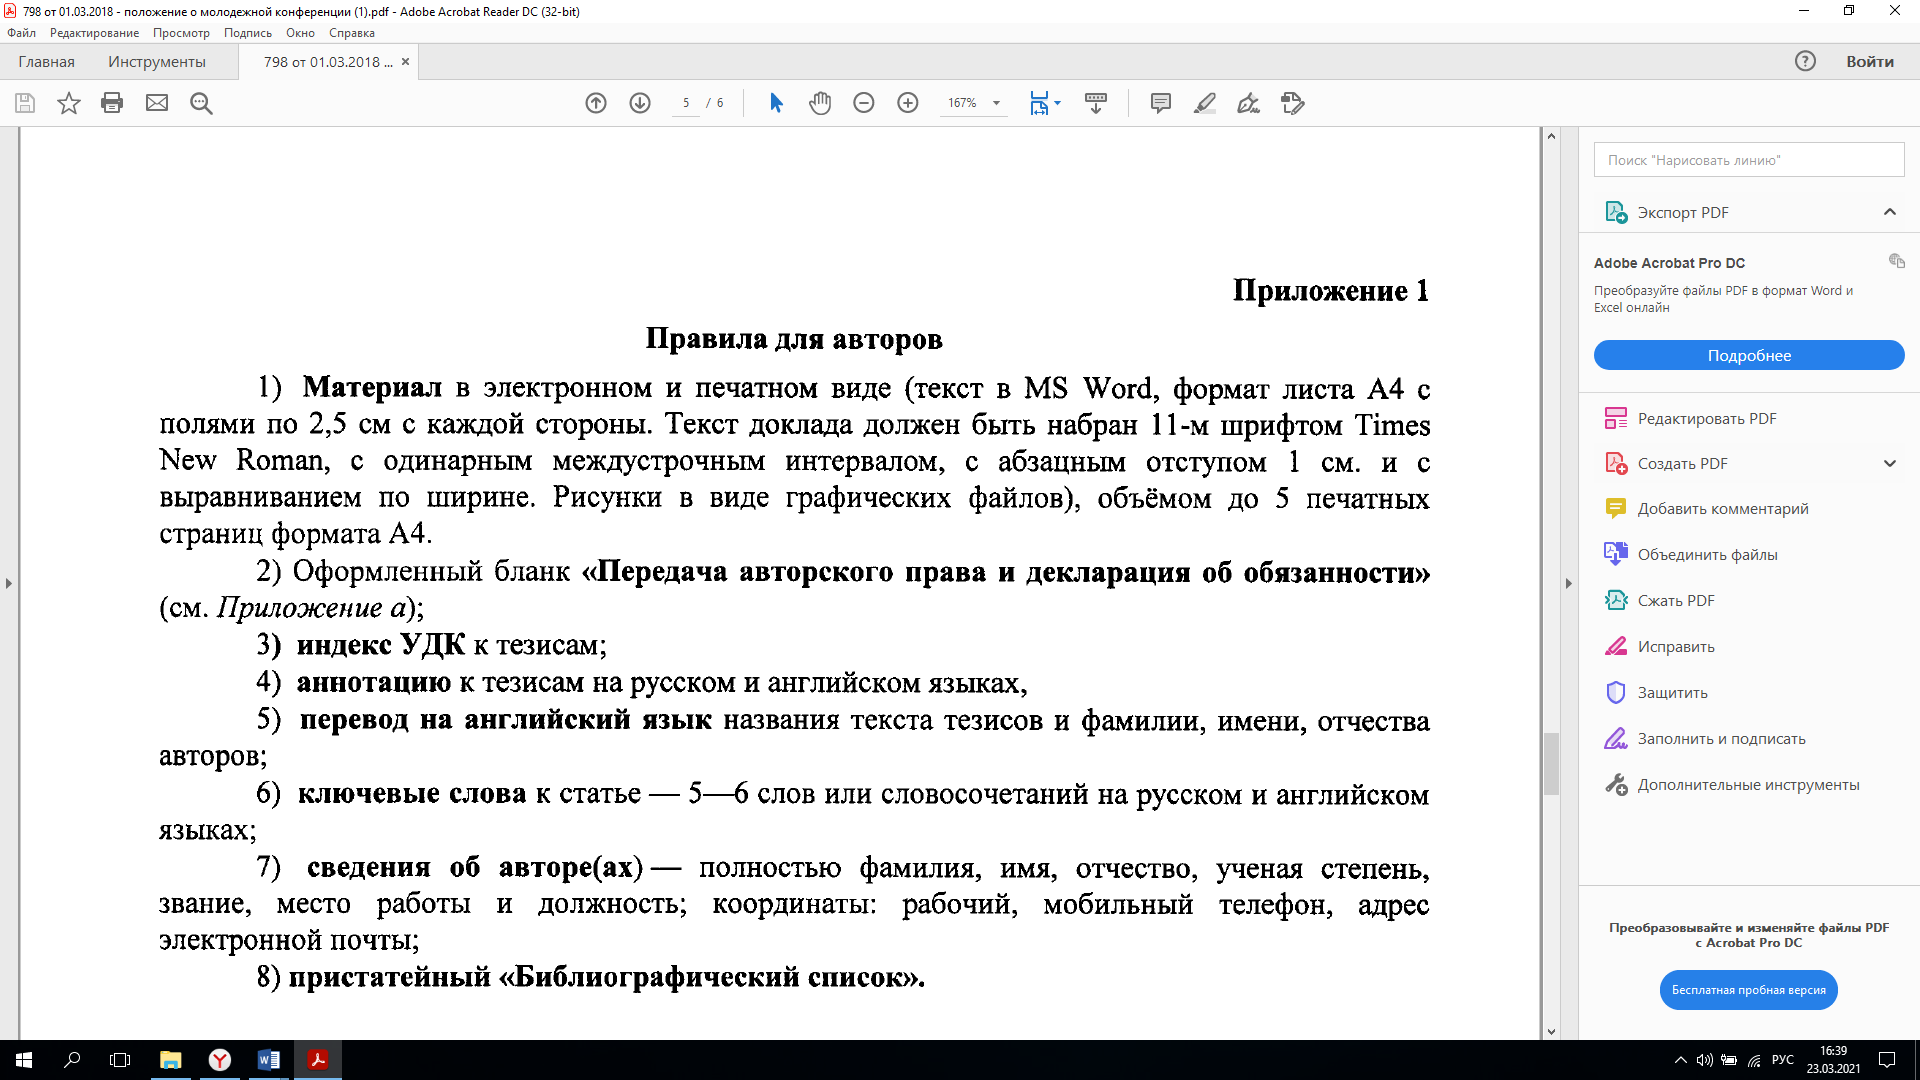 798 от 01.03.2018 - положение о молодежной конференции (1).pdf - Adobe Acrobat Reader DC (32-bit)
Файл Редактирование Просмотр Подпись Окно Справка
Главная Инструменты 798 от 01.03.2018 ... ×
Войти
5 / 6 167%
Приложение 1
Правила для авторов
1) Материал в электронном и печатном виде (текст в MS Word, формат листа А4 с
полями по 2,5 см с каждой стороны. Текст доклада должен быть набран 11-м шрифтом Times
New Roman, с одинарным междустрочным интервалом, с абзацным отступом 1 см. и с
выравниванием по ширине. Рисунки в виде графических файлов), объёмом до 5 печатных
страниц формата А4.
2) Оформленный бланк «Передача авторского права и декларация об обязанности»
(см. Приложение а);
3) индекс УДК к тезисам;
4) аннотацию к тезисам на русском и английском языках,
5) перевод на английский язык названия текста тезисов и фамилии, имени, отчества
авторов;
6) ключевые слова к статье — 5—6 слов или словосочетаний на русском и английском
языках;
7) сведения об авторе(ах) — полностью фамилия, имя, отчество, ученая степень,
звание, место работы и должность; координаты: рабочий, мобильный телефон, адрес
электронной почты;
8) пристатейный «Библиографический список».
Поиск "Нарисовать линию"
Экспорт PDF
Adobe Acrobat Pro DC
Преобразуйте файлы PDF в формат Word и
Excel онлайн
Подробнее
Редактировать PDF
Создать PDF
Добавить комментарий
Объединить файлы
Сжать PDF
Исправить
Защитить
Заполнить и подписать
Дополнительные инструменты
Преобразовывайте и изменяйте файлы PDF
с Acrobat Pro DC
Бесплатная пробная версия
РУС
16:39
23.03.2021